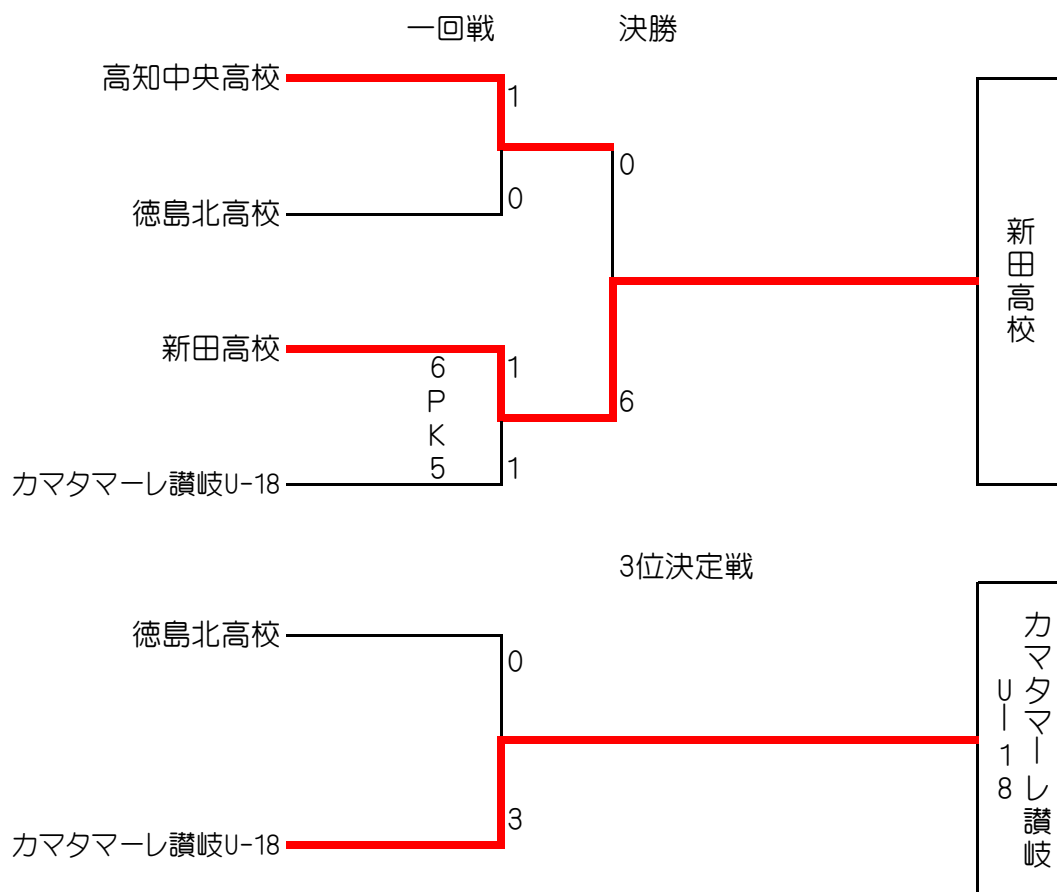 一回戦
決勝
高知中央高校
1
0
徳島北高校
0
新田高校
新田高校
6PK5
1
6
カマタマーレ讃岐U-18
1
3位決定戦
徳島北高校
0
カマタマーレ讃岐
U-18
カマタマーレ讃岐U-18
3